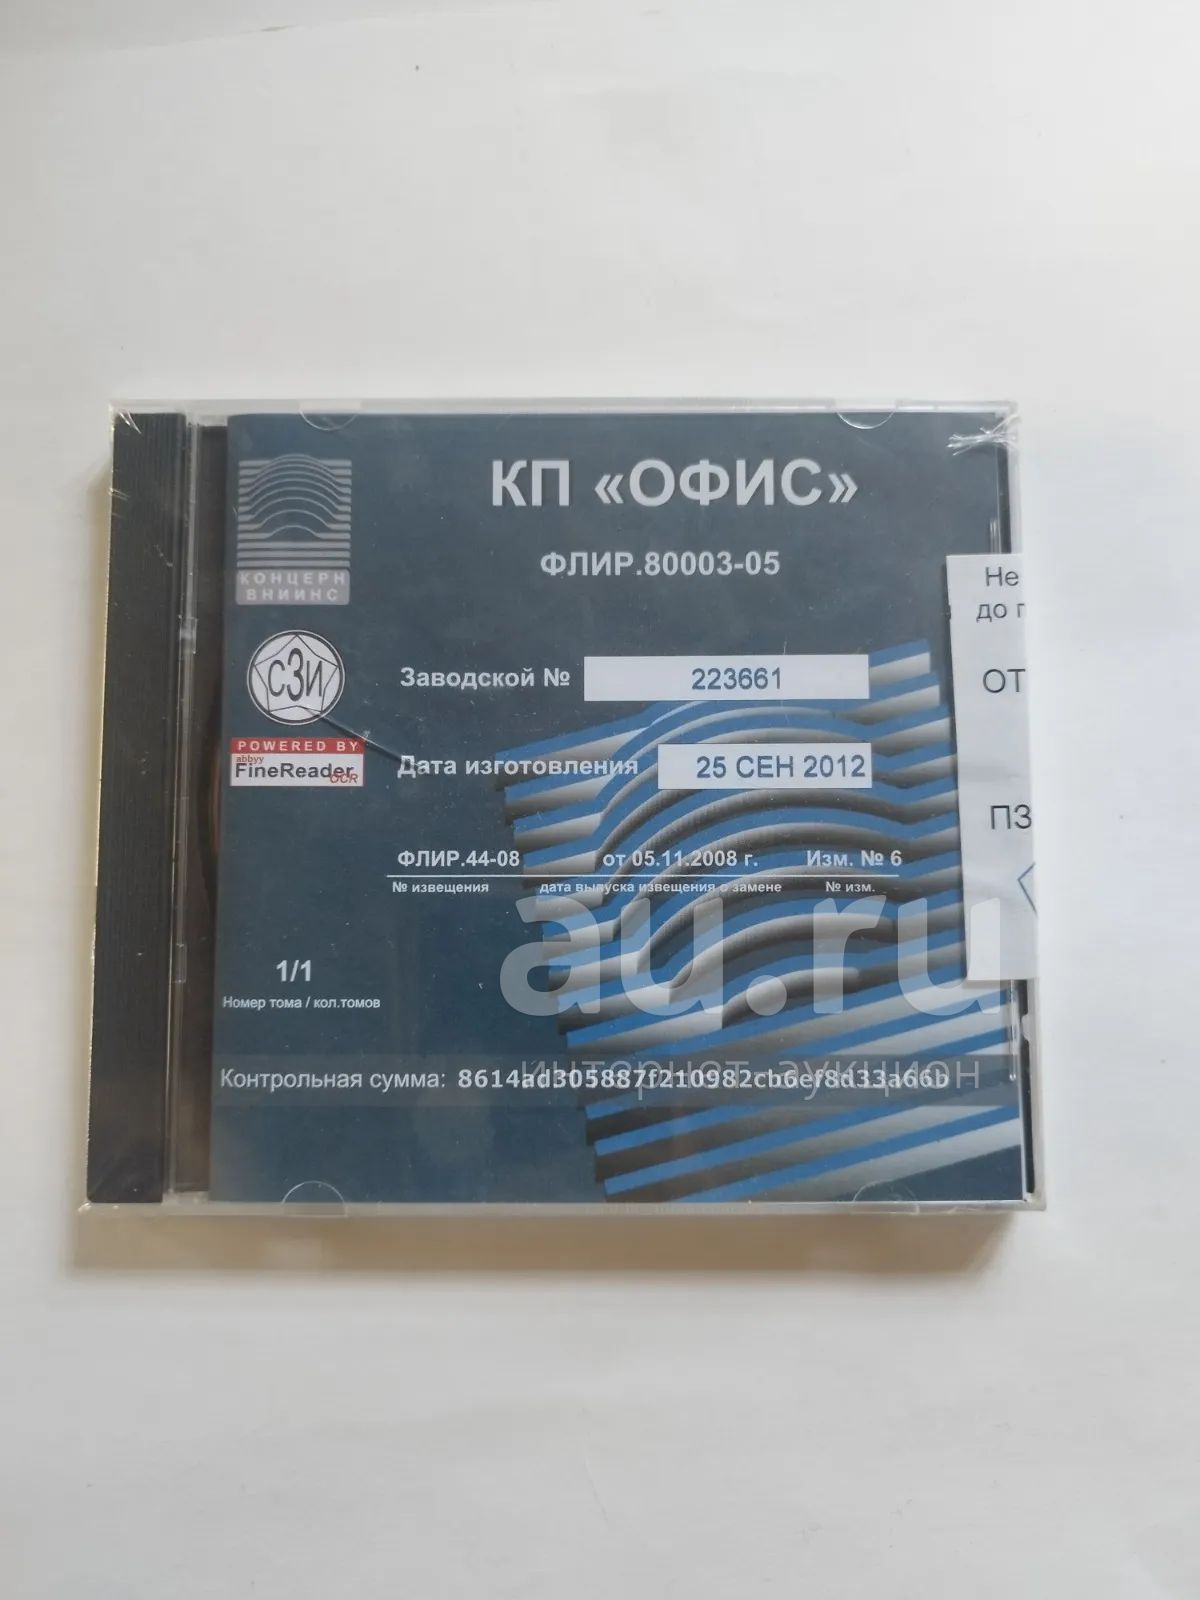 КП «ОФИС»
ФЛИР.80003-05
КОНЦЕРН
ВНИИНС
Не
до г
СЗИ
Заводской № 223661
ОТ
POWERED BY
abbyy
FineReader
OCR
Дата изготовления 25 СЕН 2012
ПЗ
ФЛИР.44-08 от 05.11.2008 г. Изм. № 6
№ извещения дата выпуска извещения о замене № изм.
au.ru
1/1
Номер тома / кол.томов
интернет-аукцион
Контрольная сумма: 8614ad305887f210982cb6ef8d33a66b